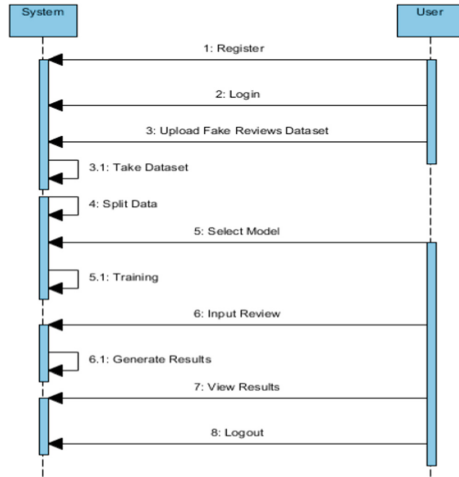 System
User
1: Register
2: Login
3: Upload Fake Reviews Dataset
3.1: Take Dataset
4: Split Data
5: Select Model
5.1: Training
6: Input Review
6.1: Generate Results
7: View Results
8: Logout